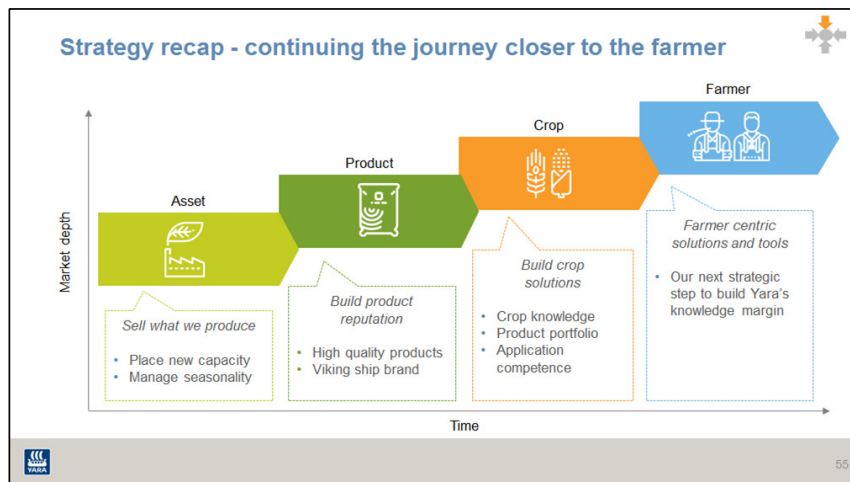 Strategy recap - continuing the journey closer to the farmer
Farmer
Crop
Product
Asset
Market depth
Sell what we produce
• Place new capacity
• Manage seasonality
Build product
reputation
• High quality products
• Viking ship brand
Build crop
solutions
• Crop knowledge
• Product portfolio
• Application
competence
Farmer centric
solutions and tools
• Our next strategic
step to build Yara's
knowledge margin
Time
YARA
55